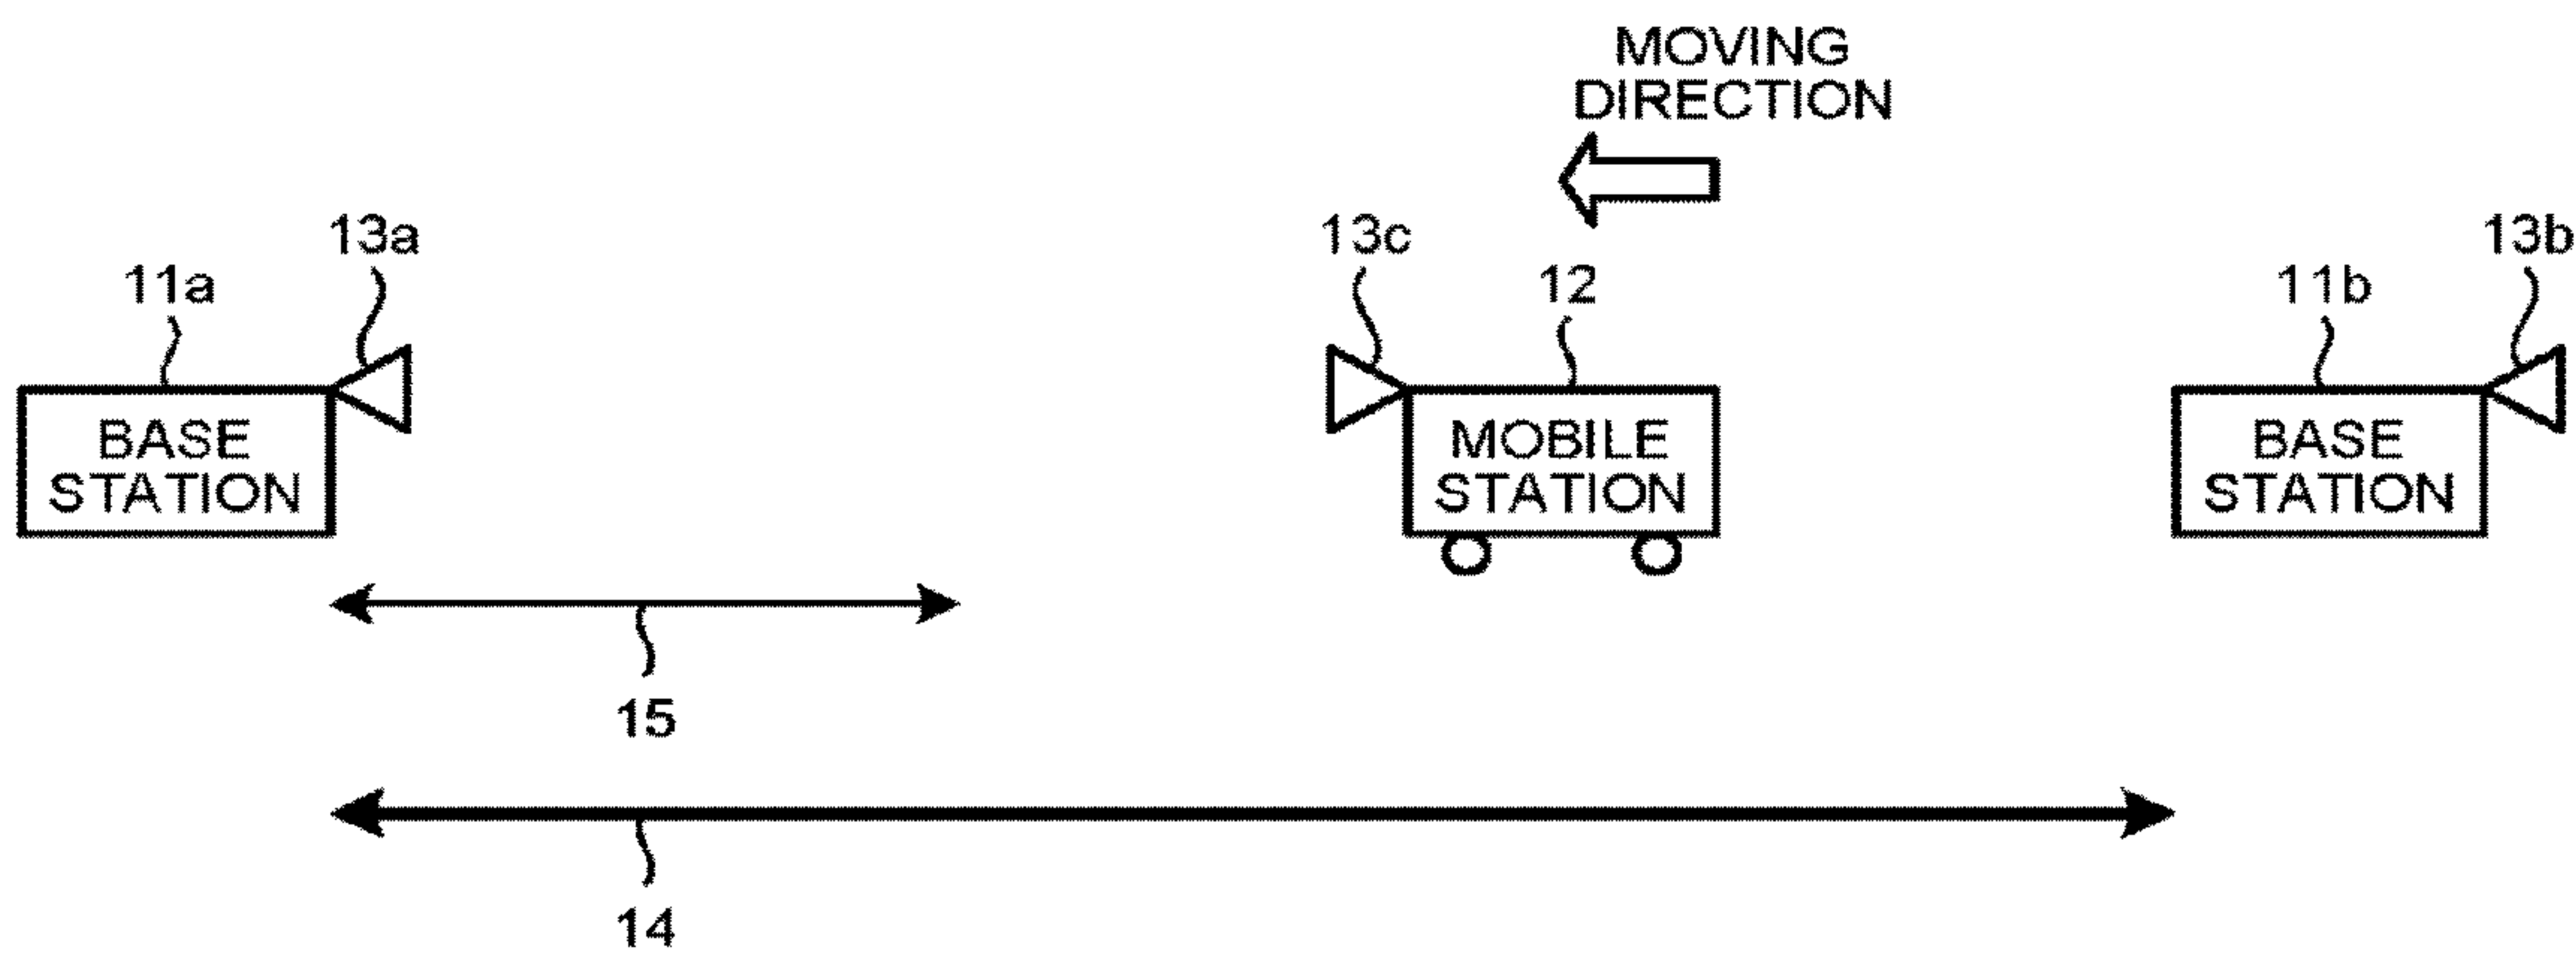 MOVING
DIRECTION
13a
13c
13b
11a
12
11b
BASE
STATION
MOBILE
STATION
BASE
STATION
15
14